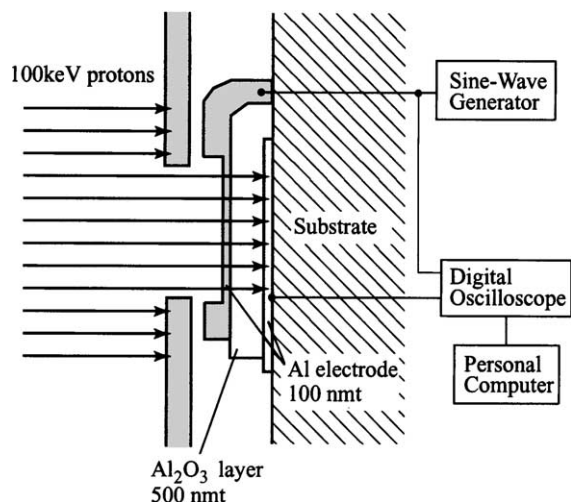 100keV protons
Sine-Wave
Generator
Substrate
Digital
Oscilloscope
Al electrode
100 nmt
Personal
Computer
Al₂O₃ layer
500 nmt